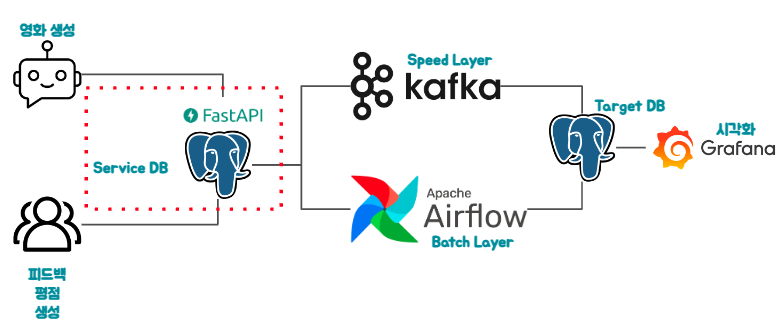 영화 생성
Speed Layer
kafka
FastAPI
Service DB
Target DB
시각화
Grafana
Apache
Airflow
Batch Layer
피드백
평점
생성